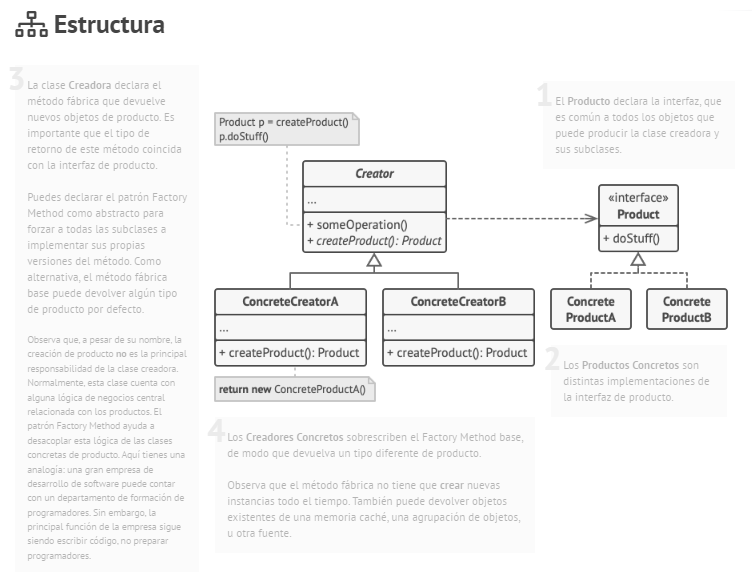 Estructura
3
La clase Creadora declara el
método fábrica que devuelve
nuevos objetos de producto. Es
importante que el tipo de
retorno de este método coincida
con la interfaz de producto.
Puedes declarar el patrón Factory
Method como abstracto para
forzar a todas las subclases a
implementar sus propias
versiones del método. Como
alternativa, el método fábrica
base puede devolver algún tipo
de producto por defecto.
Observa que, a pesar de su nombre, la
creación de producto no es la principal
responsabilidad de la clase creadora.
Normalmente, esta clase cuenta con
alguna lógica de negocios central
relacionada con los productos. El
patrón Factory Method ayuda a
desacoplar esta lógica de las clases
concretas de producto. Aquí tienes una
analogía: una gran empresa de
desarrollo de software puede contar
con un departamento de formación de
programadores. Sin embargo, la
principal función de la empresa sigue
siendo escribir código, no preparar
programadores.
Product p = createProduct()
p.doStuff()
Creator
...
+ someOperation()
+ createProduct(): Product
ConcreteCreatorA
...
+ createProduct(): Product
return new ConcreteProductA()
ConcreteCreatorB
...
+ createProduct(): Product
1
El Producto declara la interfaz, que
es común a todos los objetos que
puede producir la clase creadora y
sus subclases.
«interface»
Product
+ doStuff()
Concrete
ProductA
Concrete
ProductB
2
Los Productos Concretos son
distintas implementaciones de
la interfaz de producto.
4
Los Creadores Concretos sobrescriben el Factory Method base,
de modo que devuelva un tipo diferente de producto.
Observa que el método fábrica no tiene que crear nuevas
instancias todo el tiempo. También puede devolver objetos
existentes de una memoria caché, una agrupación de objetos,
u otra fuente.